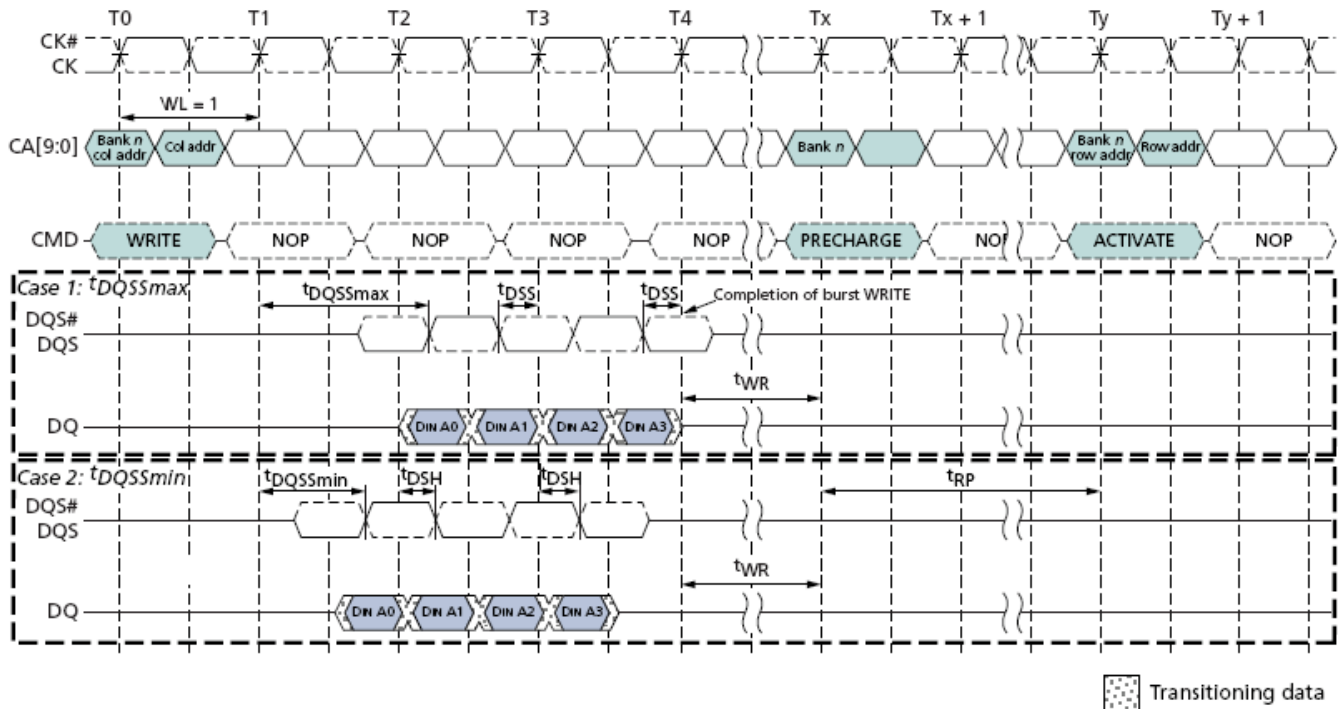 T0 T1 T2 T3 T4 Tx Tx + 1 Ty Ty + 1
CK#
CK
WL = 1
CA[9:0] Bank n col addr Col addr Bank n Bank n row addr Row addr
CMD WRITE NOP NOP NOP NOP PRECHARGE NOP ACTIVATE NOP
Case 1: tDQSSmax
tDQSSmax tDSS tDSS Completion of burst WRITE
DQS#
DQS
tWR
DQ DIN A0 DIN A1 DIN A2 DIN A3
Case 2: tDQSSmin
tDQSSmin tDSH tDSH tRP
DQS#
DQS
tWR
DQ DIN A0 DIN A1 DIN A2 DIN A3
Transitioning data